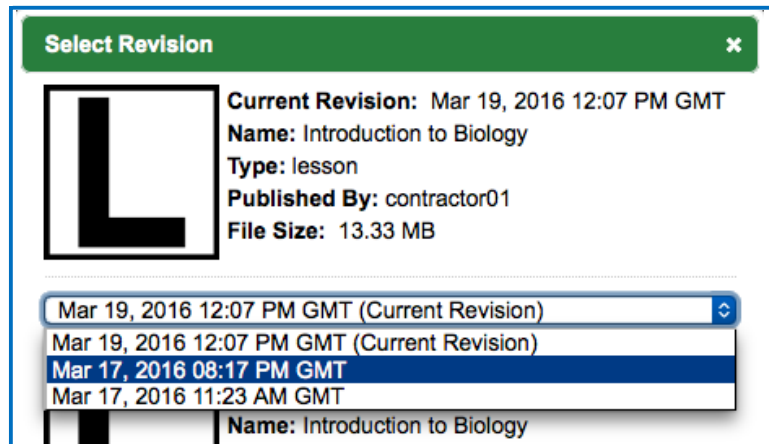 Select Revision ×
L
Current Revision: Mar 19, 2016 12:07 PM GMT
Name: Introduction to Biology
Type: lesson
Published By: contractor01
File Size: 13.33 MB
Mar 19, 2016 12:07 PM GMT (Current Revision)
Mar 19, 2016 12:07 PM GMT (Current Revision)
Mar 17, 2016 08:17 PM GMT
Mar 17, 2016 11:23 AM GMT
Name: Introduction to Biology